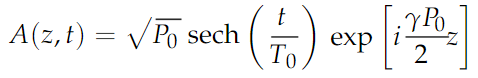 A(z, t) = √P₀ sech ( t / T₀ ) exp [ i γP₀ / 2 z ]